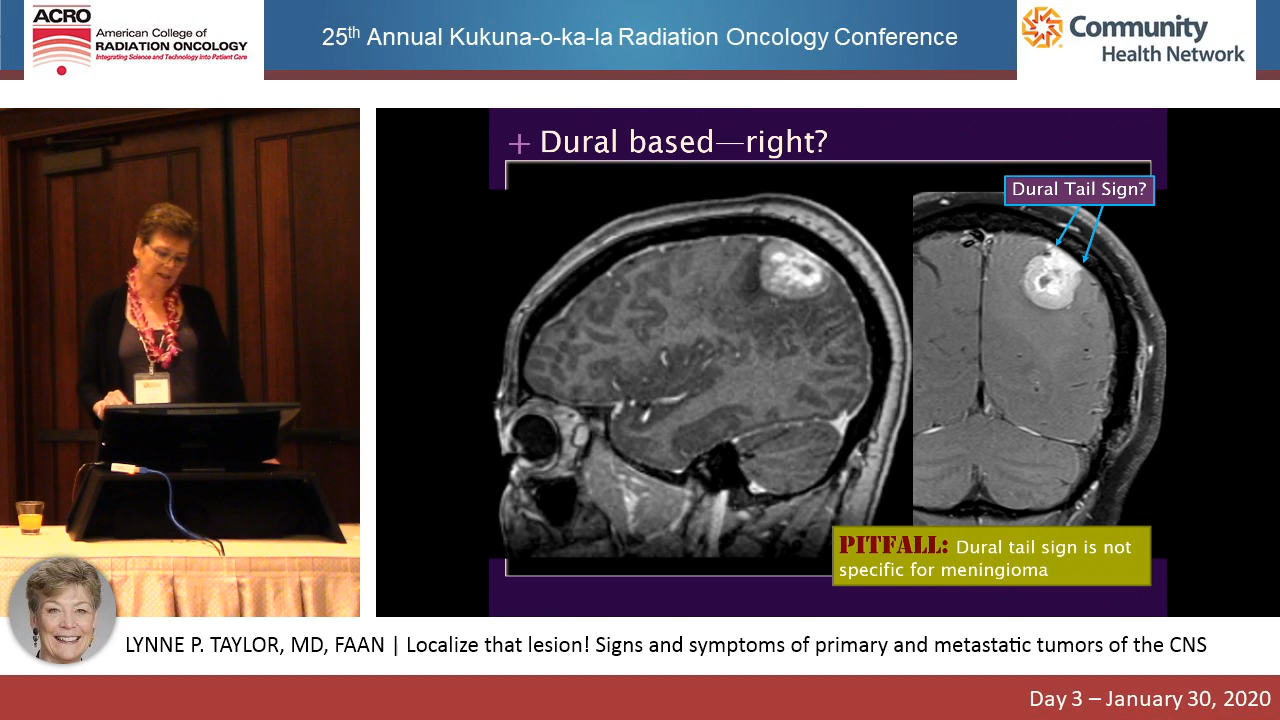 ACRO
American College of
RADIATION ONCOLOGY
Integrating Science and Technology Into Patient Care
25th Annual Kukuna-o-ka-la Radiation Oncology Conference
Community
Health Network
+ Dural based—right?
Dural Tail Sign?
PITFALL: Dural tail sign is not
specific for meningioma
LYNNE P. TAYLOR, MD, FAAN | Localize that lesion! Signs and symptoms of primary and metastatic tumors of the CNS
Day 3 – January 30, 2020